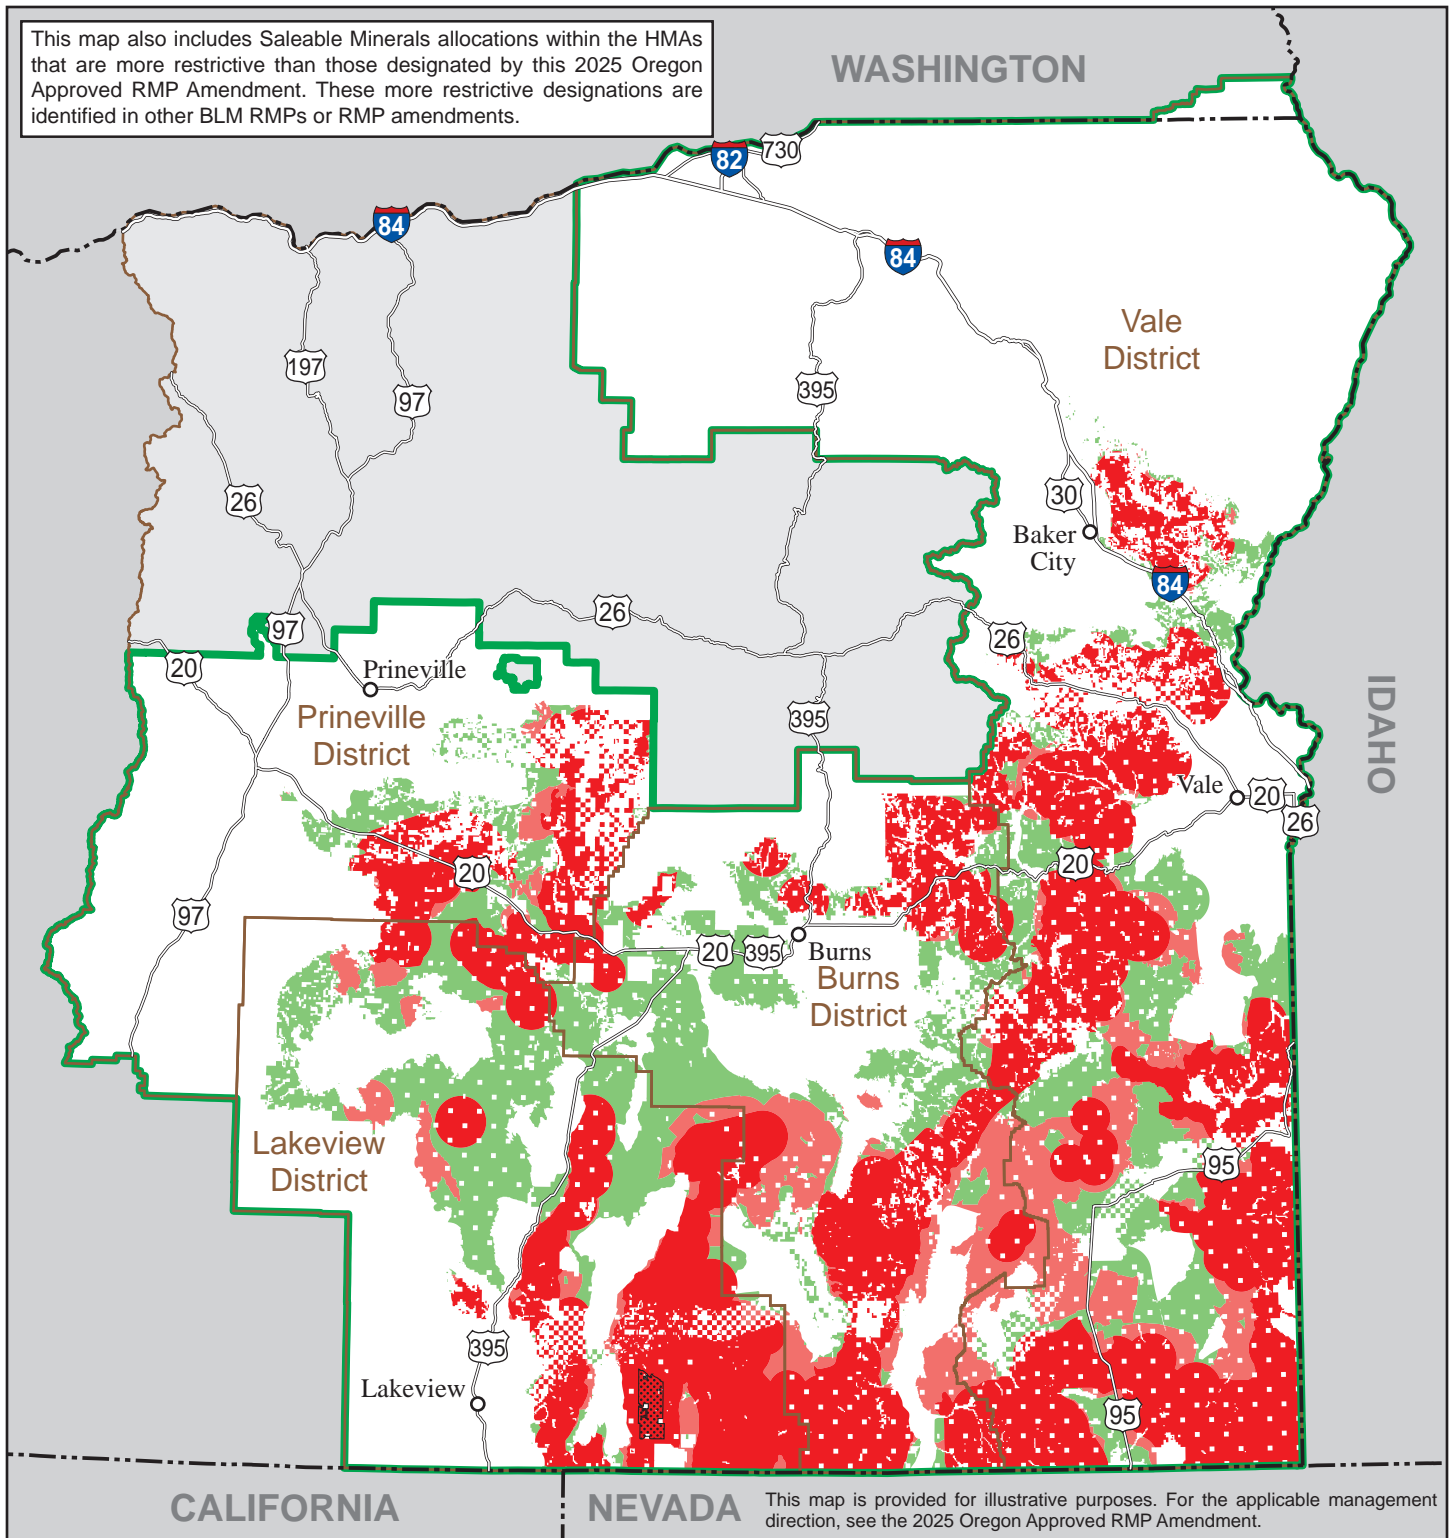 This map also includes Saleable Minerals allocations within the HMAs
that are more restrictive than those designated by this 2025 Oregon
Approved RMP Amendment. These more restrictive designations are
identified in other BLM RMPs or RMP amendments.
WASHINGTON
82
730
84
84
Vale
District
197
97
395
26
30
Baker
City
84
26
97
26
20
Prineville
IDAHO
Prineville
District
395
Vale
20
26
20
20
97
20
395
Burns
Burns
District
Lakeview
District
95
395
Lakeview
95
CALIFORNIA
NEVADA
This map is provided for illustrative purposes. For the applicable management
direction, see the 2025 Oregon Approved RMP Amendment.